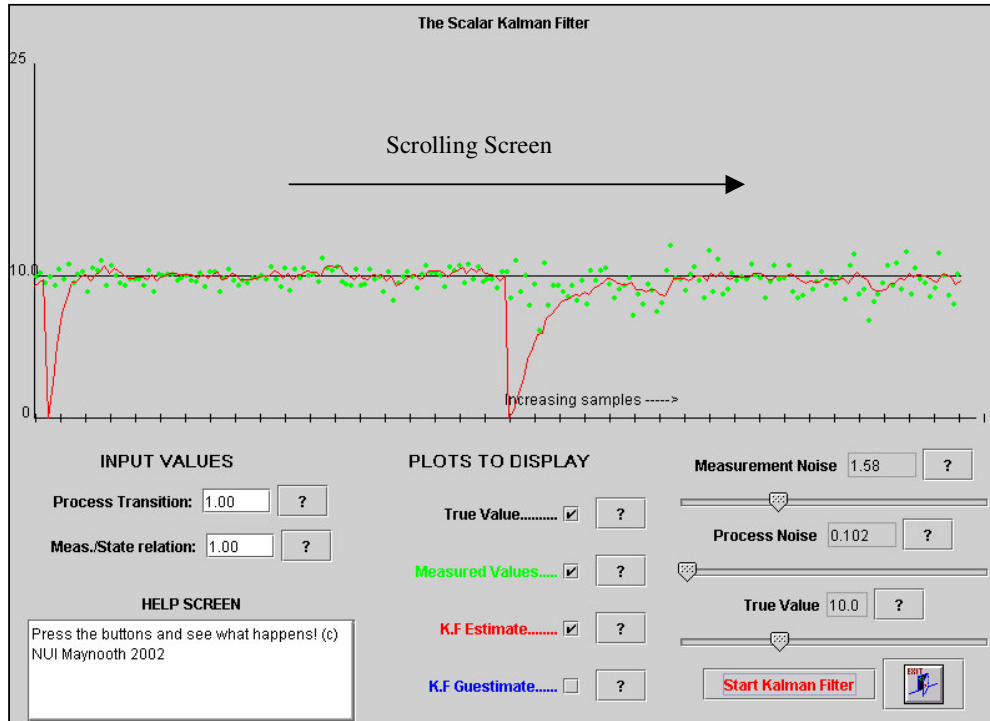 The Scalar Kalman Filter
25
Scrolling Screen
10.0
0
Increasing samples ----->
INPUT VALUES
Process Transition: 1.00 ?
Meas./State relation: 1.00 ?
HELP SCREEN
Press the buttons and see what happens! (c)
NUI Maynooth 2002
PLOTS TO DISPLAY
True Value.......... ?
Measured Values..... ?
K.F Estimate........ ?
K.F Guestimate...... ?
Measurement Noise 1.58 ?
Process Noise 0.102 ?
True Value 10.0 ?
Start Kalman Filter
EXIT